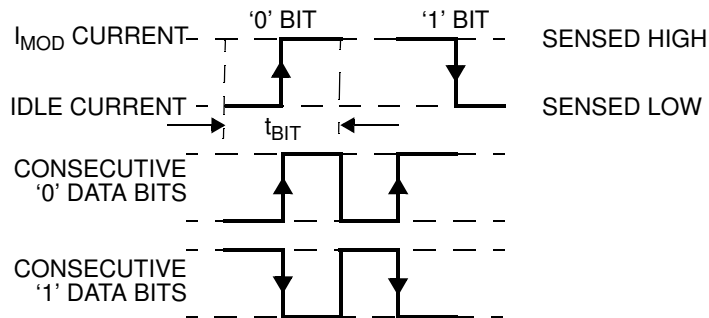 ‘0’ BIT ‘1’ BIT
IMOD CURRENT SENSED HIGH
IDLE CURRENT SENSED LOW
tBIT
CONSECUTIVE
‘0’ DATA BITS
CONSECUTIVE
‘1’ DATA BITS